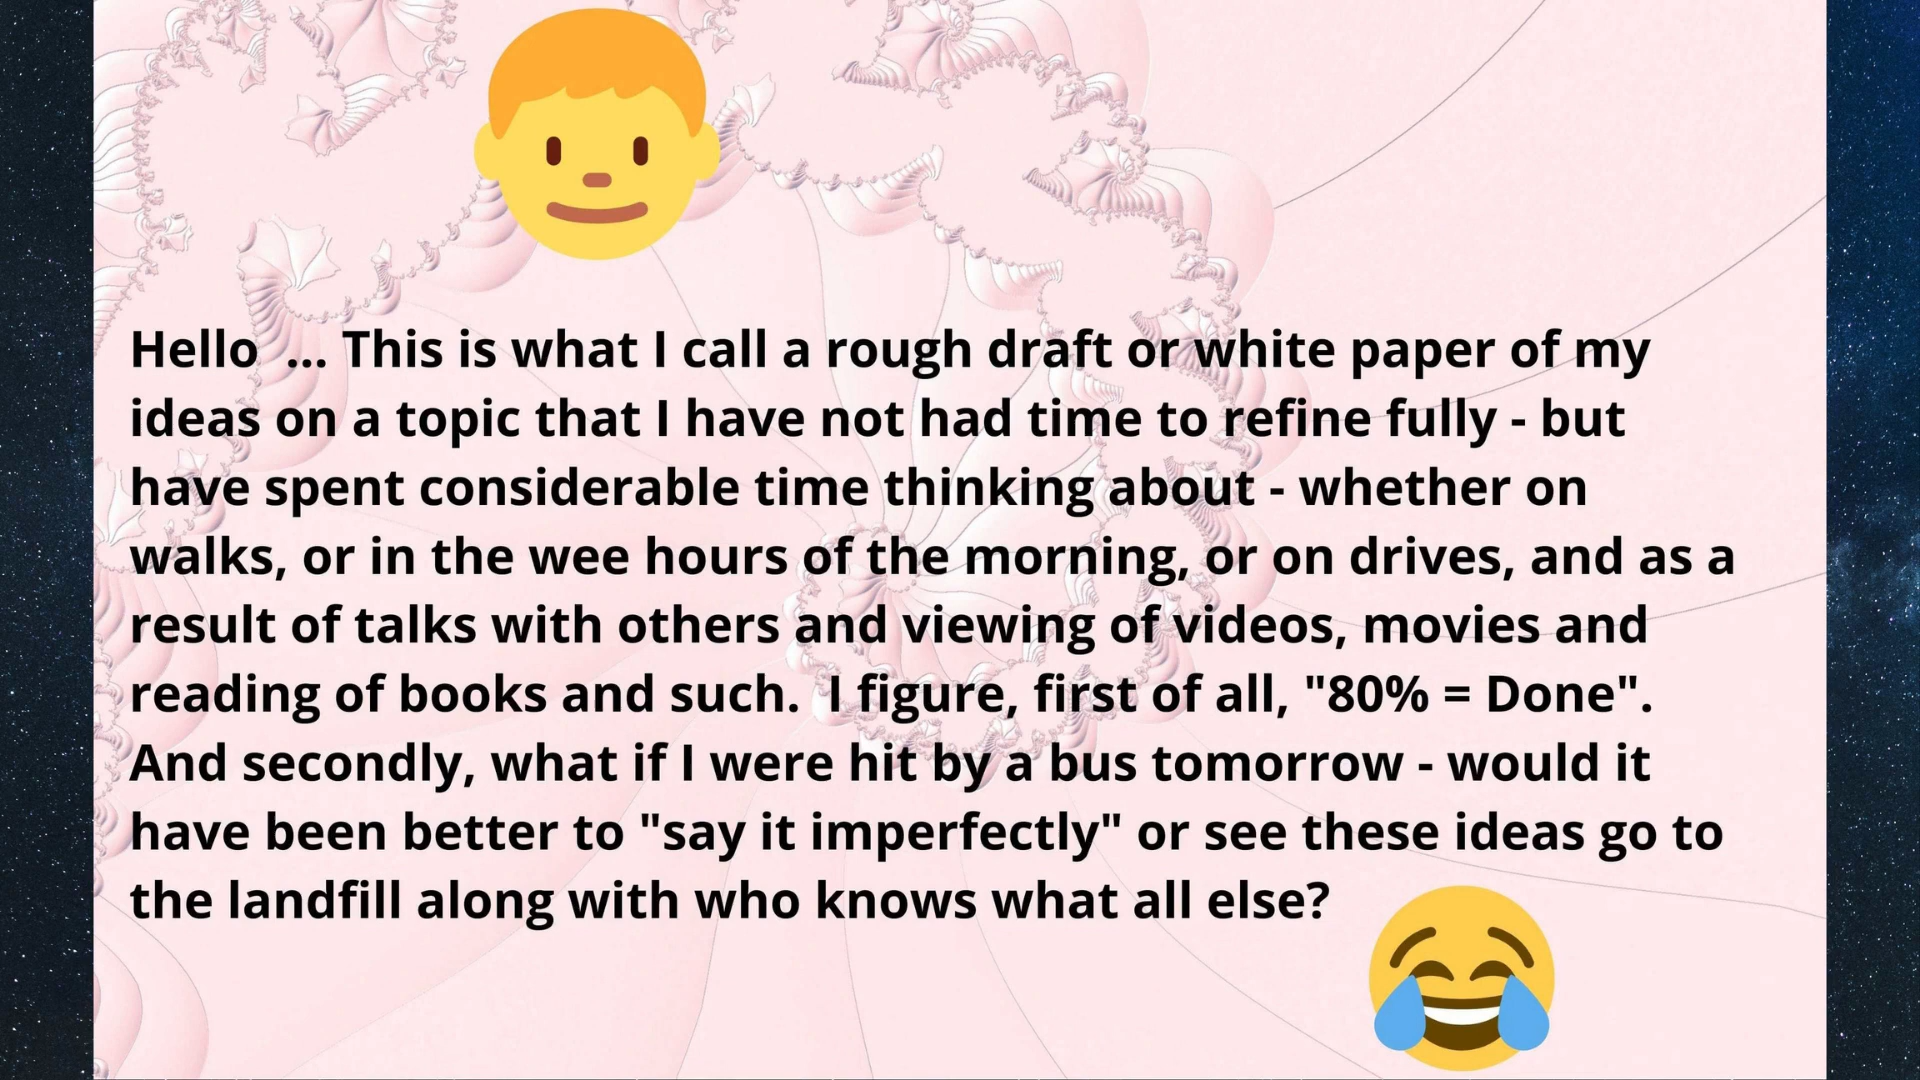 Hello  ... This is what I call a rough draft or white paper of my
ideas on a topic that I have not had time to refine fully - but
have spent considerable time thinking about - whether on
walks, or in the wee hours of the morning, or on drives, and as a
result of talks with others and viewing of videos, movies and
reading of books and such.  I figure, first of all, "80% = Done".
And secondly, what if I were hit by a bus tomorrow - would it
have been better to "say it imperfectly" or see these ideas go to
the landfill along with who knows what all else?